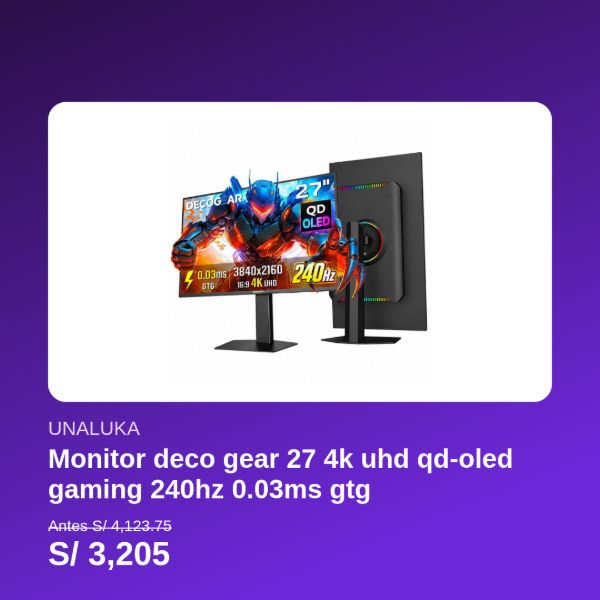 DECOG AR
27"
QD
OLED
0.03ms
GTG
3840x2160
16:9 4K UHD
240Hz
UNALUKA
Monitor deco gear 27 4k uhd qd-oled
gaming 240hz 0.03ms gtg
Antes S/ 4,123.75
S/ 3,205